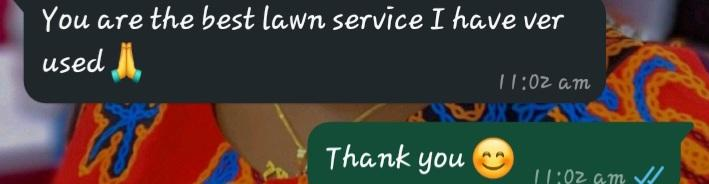 You are the best lawn service I have ver
used 🙏
11:02 am
Thank you 😊
11:02 am